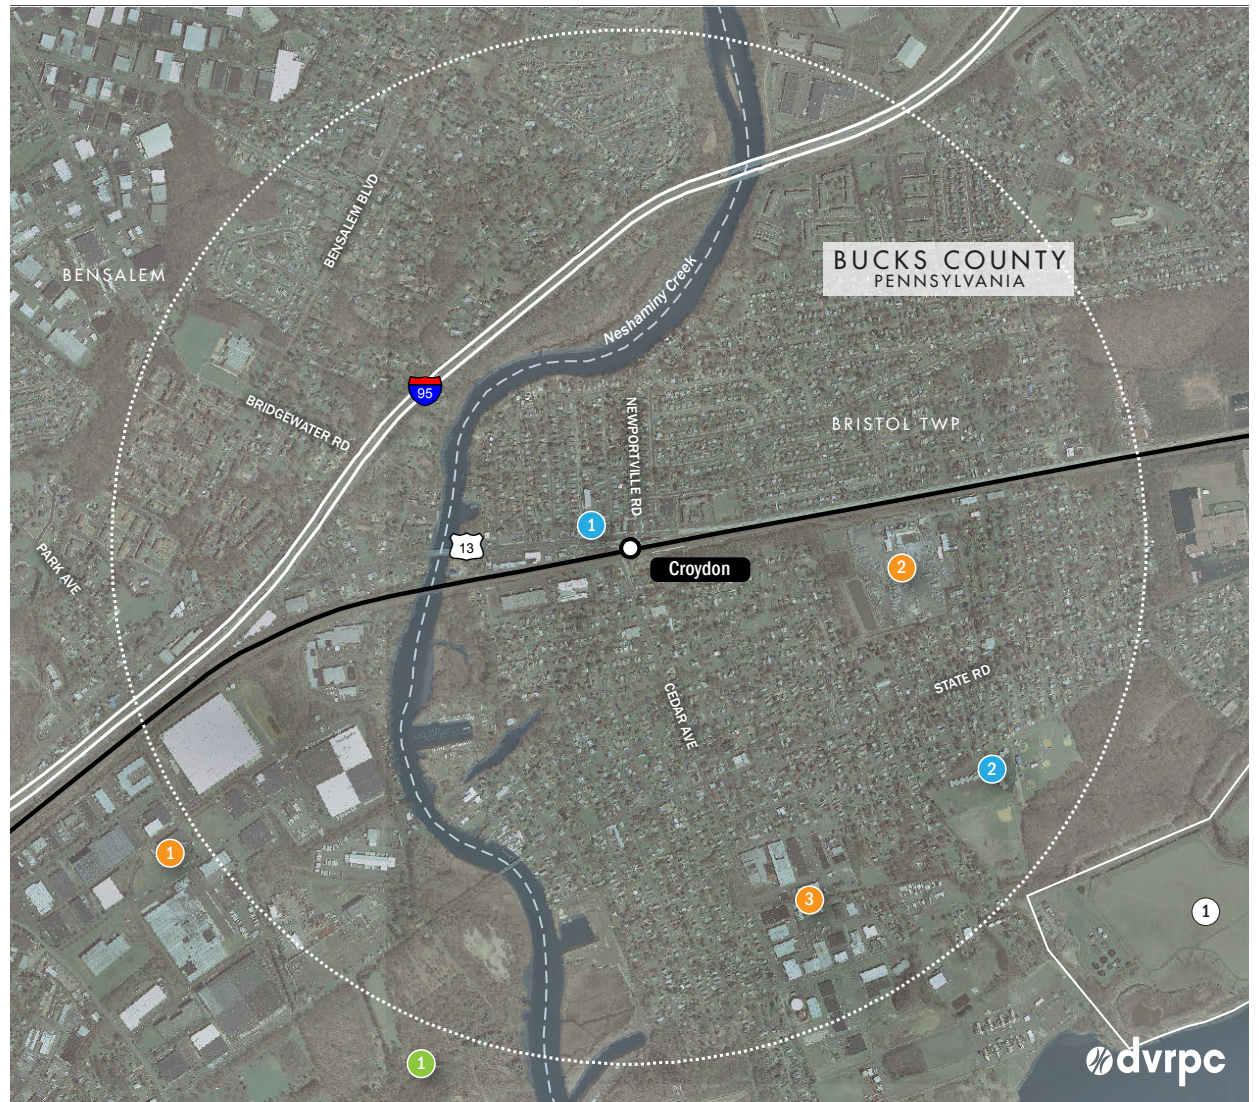 BENSALEM BLVD
BENSALEM
BUCKS COUNTY
PENNSYLVANIA
Neshaminy Creek
95
BRIDGEWATER RD
NEWPORTVILLE RD
BRISTOL TWP
1
13
PARK AVE
Croydon
2
STATE RD
CEDAR AVE
2
1
3
1
1
dvrpc